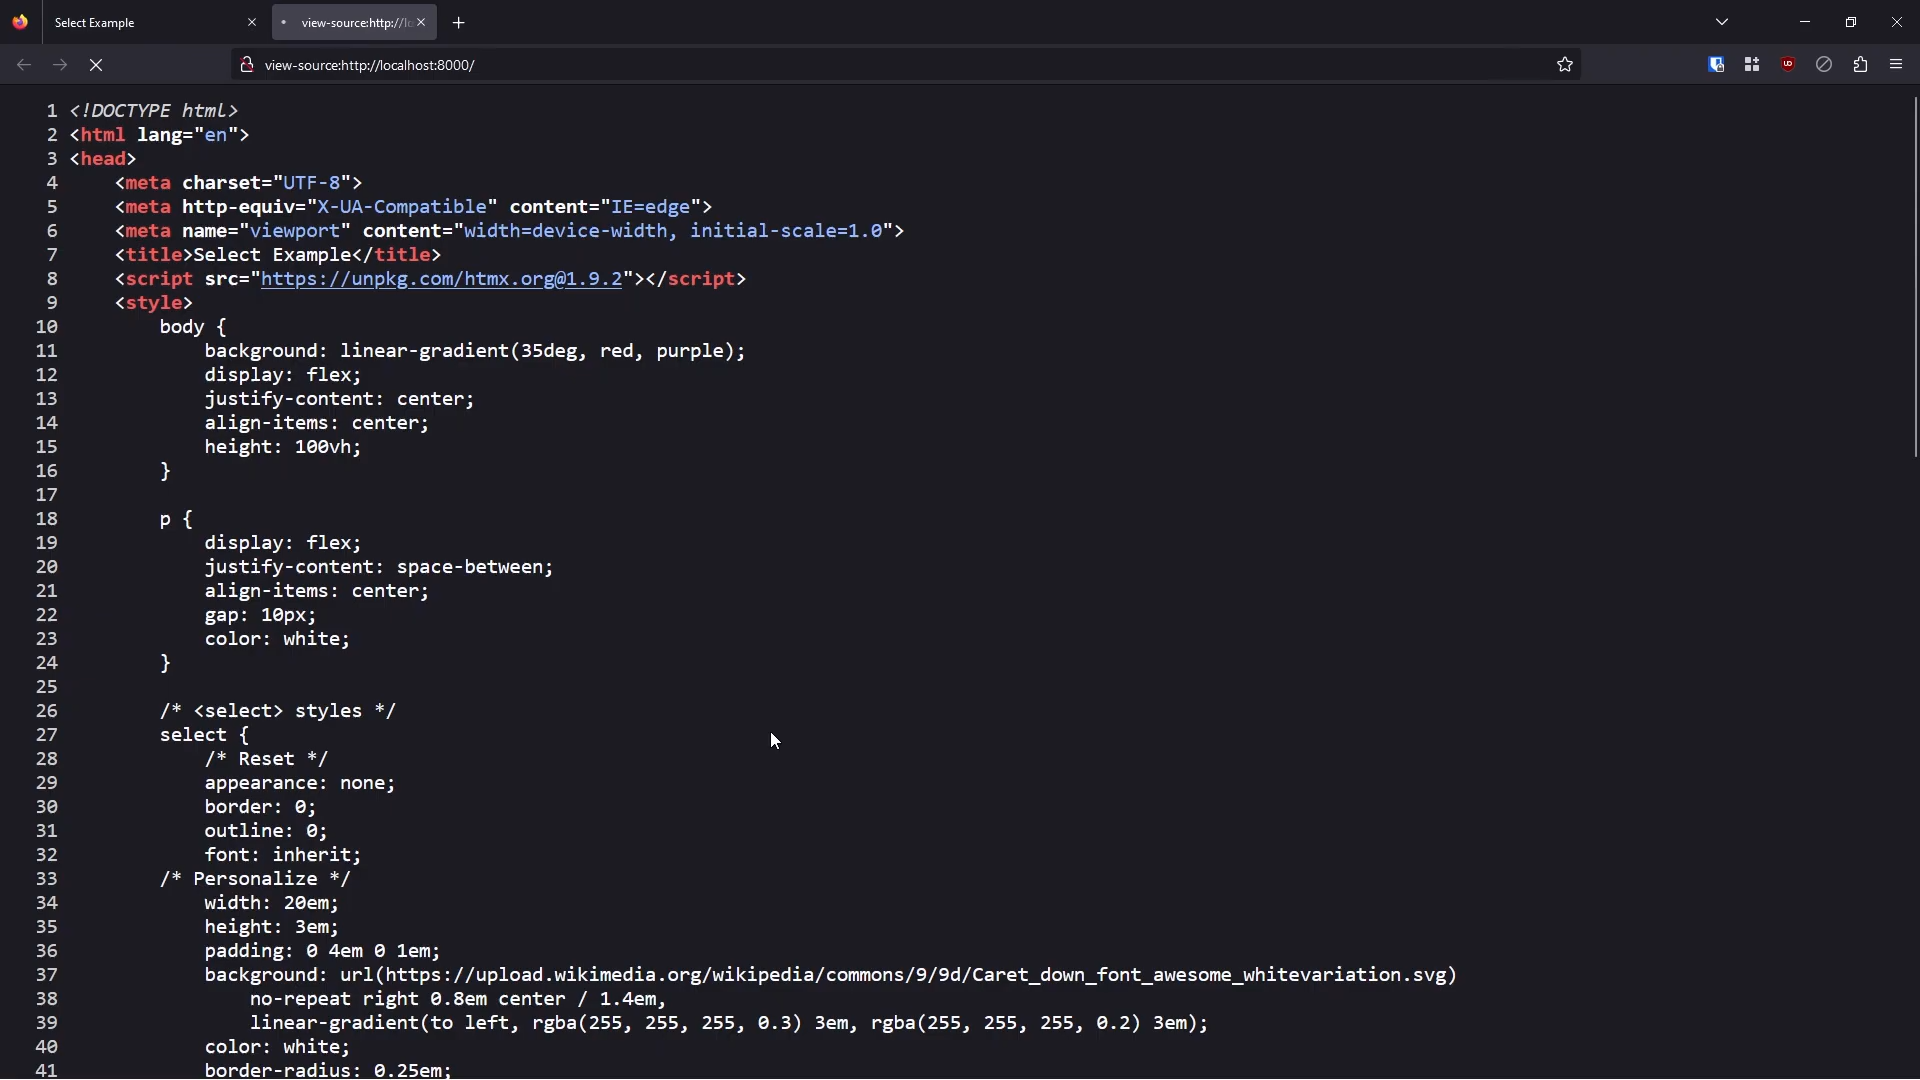 Select Example
view-source:http://lo
view-source:http://localhost:8000/
1 <!DOCTYPE html>
2 <html lang="en">
3 <head>
4     <meta charset="UTF-8">
5     <meta http-equiv="X-UA-Compatible" content="IE=edge">
6     <meta name="viewport" content="width=device-width, initial-scale=1.0">
7     <title>Select Example</title>
8     <script src="https://unpkg.com/htmx.org@1.9.2"></script>
9     <style>
10         body {
11             background: linear-gradient(35deg, red, purple);
12             display: flex;
13             justify-content: center;
14             align-items: center;
15             height: 100vh;
16         }
17
18         p {
19             display: flex;
20             justify-content: space-between;
21             align-items: center;
22             gap: 10px;
23             color: white;
24         }
25
26         /* <select> styles */
27         select {
28             /* Reset */
29             appearance: none;
30             border: 0;
31             outline: 0;
32             font: inherit;
33         /* Personalize */
34             width: 20em;
35             height: 3em;
36             padding: 0 4em 0 1em;
37             background: url(https://upload.wikimedia.org/wikipedia/commons/9/9d/Caret_down_font_awesome_whitevariation.svg)
38                 no-repeat right 0.8em center / 1.4em,
39                 linear-gradient(to left, rgba(255, 255, 255, 0.3) 3em, rgba(255, 255, 255, 0.2) 3em);
40             color: white;
41             border-radius: 0.25em;